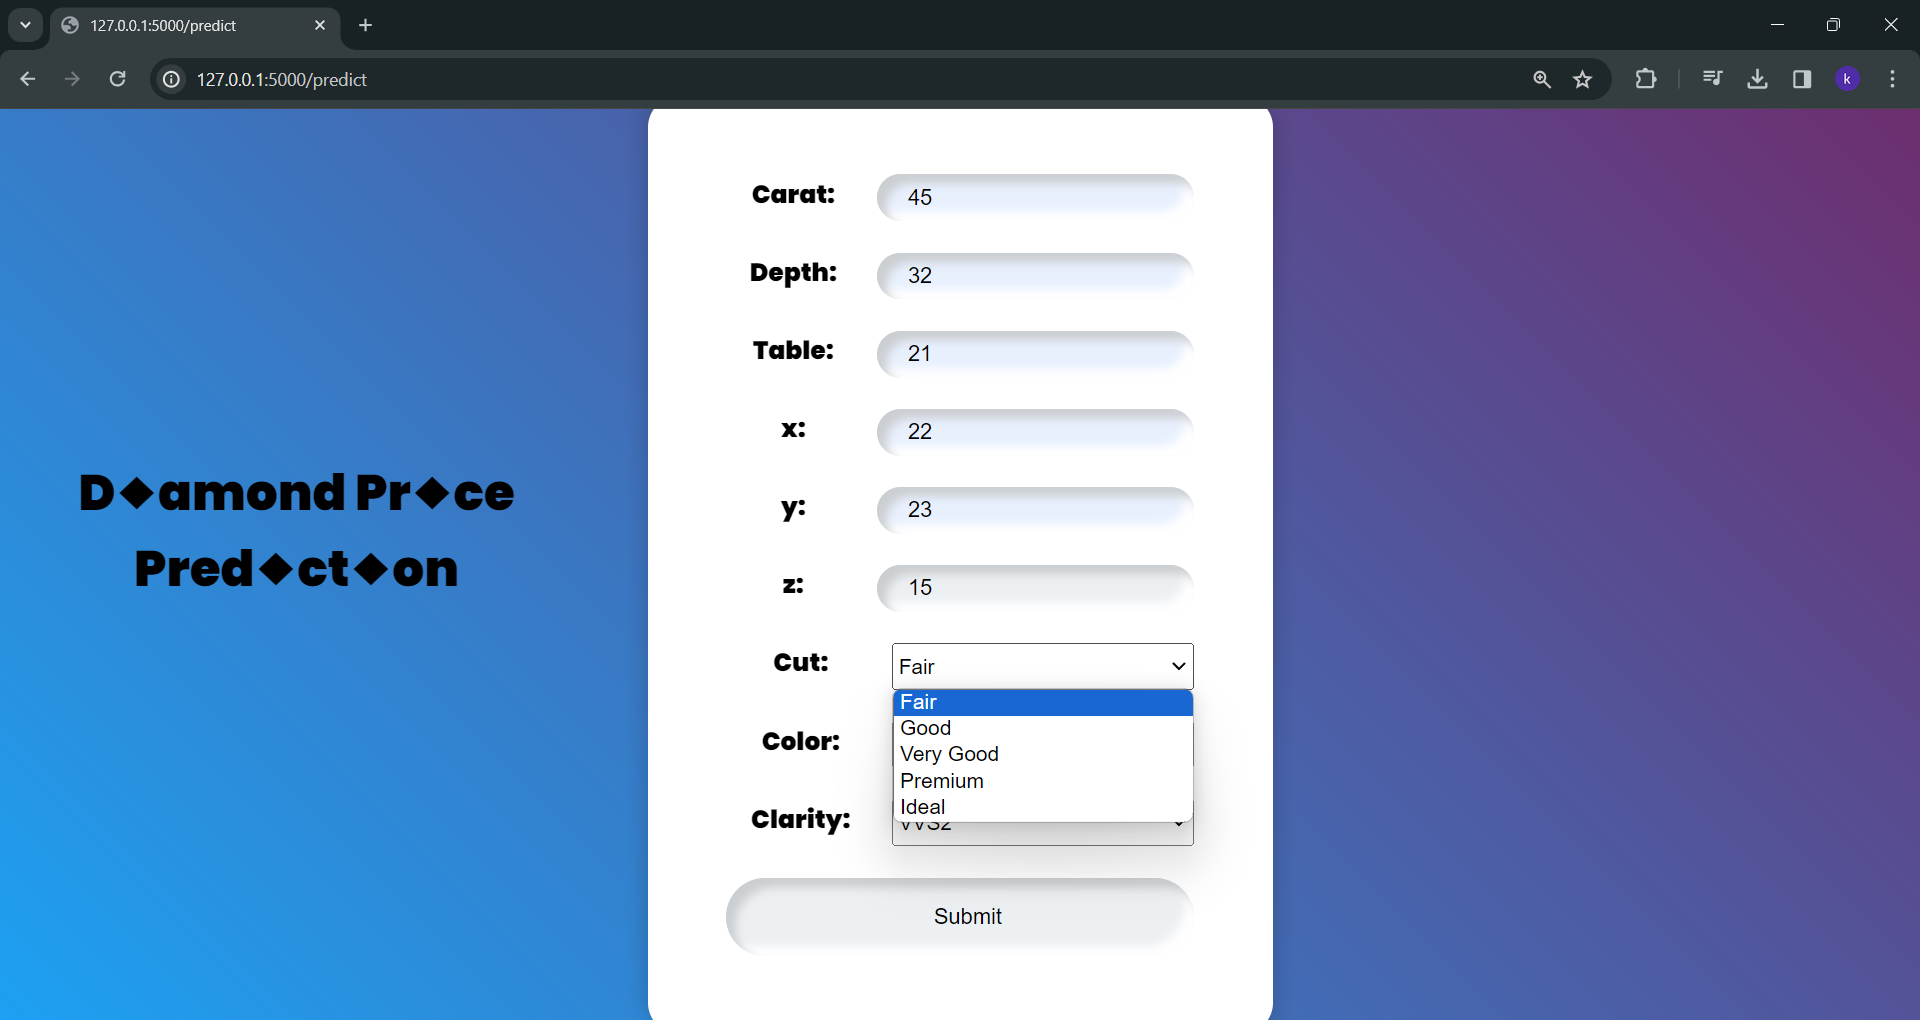 127.0.0.1:5000/predict
127.0.0.1:5000/predict
k
D◆amond Pr◆ce
Pred◆ct◆on
Carat: 45
Depth: 32
Table: 21
x: 22
y: 23
z: 15
Cut: Fair
Fair
Good
Color:
Very Good
Premium
Ideal
Clarity: VVS2
Submit